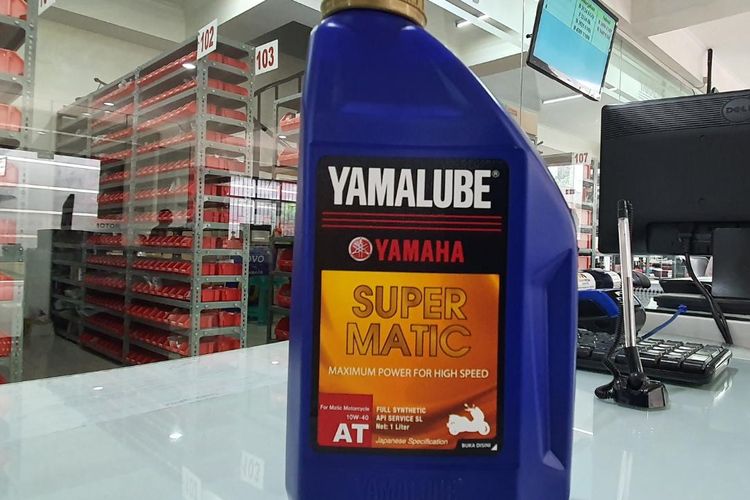 102
103
107
DELL
YAMALUBE®
YAMAHA
SUPER
MATIC
MAXIMUM POWER FOR HIGH SPEED
For Matic Motorcycle
10W-40
AT
FULL SYNTHETIC
API SERVICE SL
Net: 1 Liter
Japanese Specification
BUKA DISINI
YAMALUBE